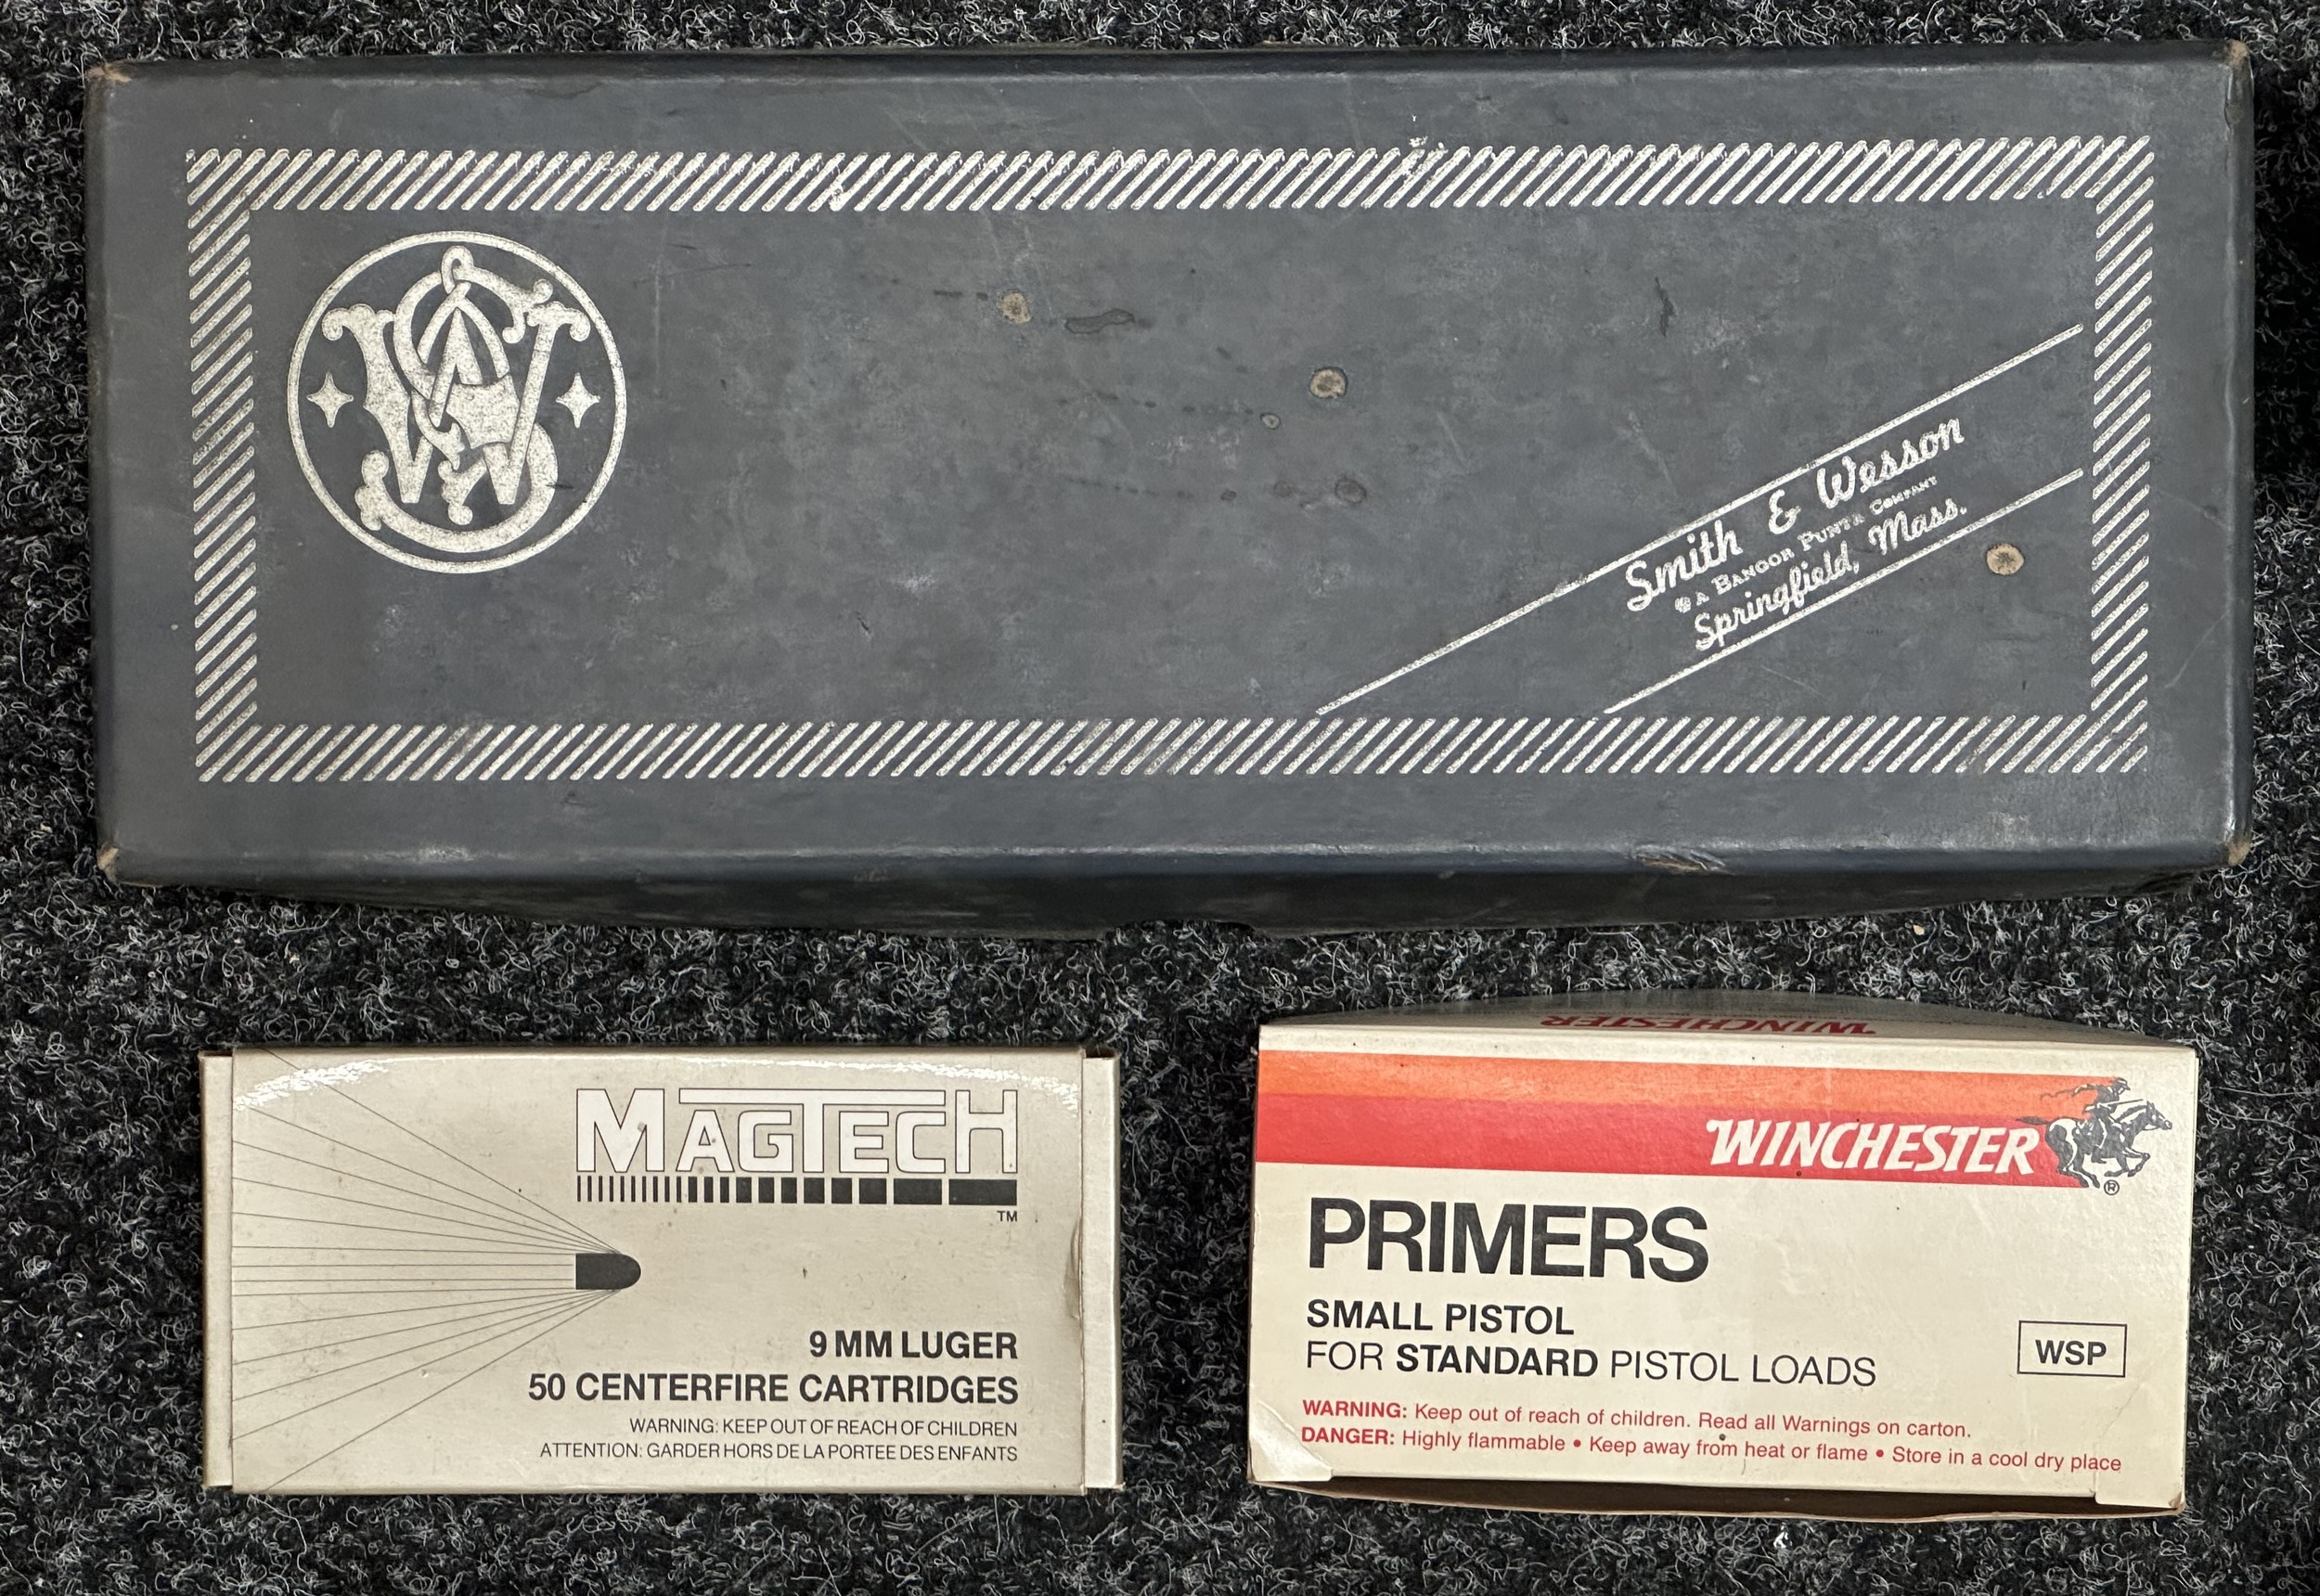 Smith & Wesson
A BANGOR PUNTA COMPANY
Springfield, Mass.
MAGTECH
TM
9 MM LUGER
50 CENTERFIRE CARTRIDGES
WARNING: KEEP OUT OF REACH OF CHILDREN
ATTENTION: GARDER HORS DE LA PORTEE DES ENFANTS
WINCHESTER
WINCHESTER
®
PRIMERS
SMALL PISTOL
FOR STANDARD PISTOL LOADS
WSP
WARNING: Keep out of reach of children. Read all Warnings on carton.
DANGER: Highly flammable • Keep away from heat or flame • Store in a cool dry place